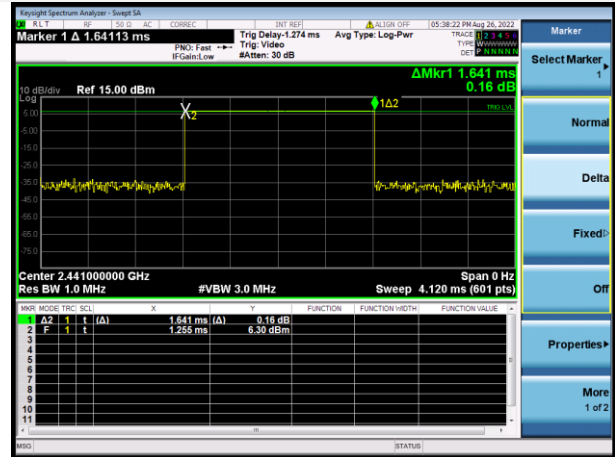 Keysight Spectrum Analyzer - Swept SA
R L T RF 50 Ω AC CORREC INT REF ALIGN OFF 05:38:22 PM Aug 26, 2022
Marker 1 Δ 1.64113 ms
PNO: Fast
IFGain:Low
Trig Delay-1.274 ms
Trig: Video
#Atten: 30 dB
Avg Type: Log-Pwr
TRACE 1 2 3 4 5 6
TYPE WWWWWW
DET P N N N N N
Marker
Select Marker
1
Normal
Delta
Fixed
Off
Properties
More
1 of 2
ΔMkr1 1.641 ms
0.16 dB
10 dB/div Ref 15.00 dBm
Log
5.00
-5.00
-15.0
-25.0
-35.0
-45.0
-55.0
-65.0
-75.0
X2
1Δ2
TRIG LVL
Center 2.441000000 GHz
Span 0 Hz
Res BW 1.0 MHz #VBW 3.0 MHz Sweep 4.120 ms (601 pts)
MKR MODE TRC SCL X Y FUNCTION FUNCTION WIDTH FUNCTION VALUE
1 Δ2 1 t (Δ) 1.641 ms (Δ) 0.16 dB
2 F 1 t 1.255 ms 6.30 dBm
3
4
5
6
7
8
9
10
11
MSG STATUS